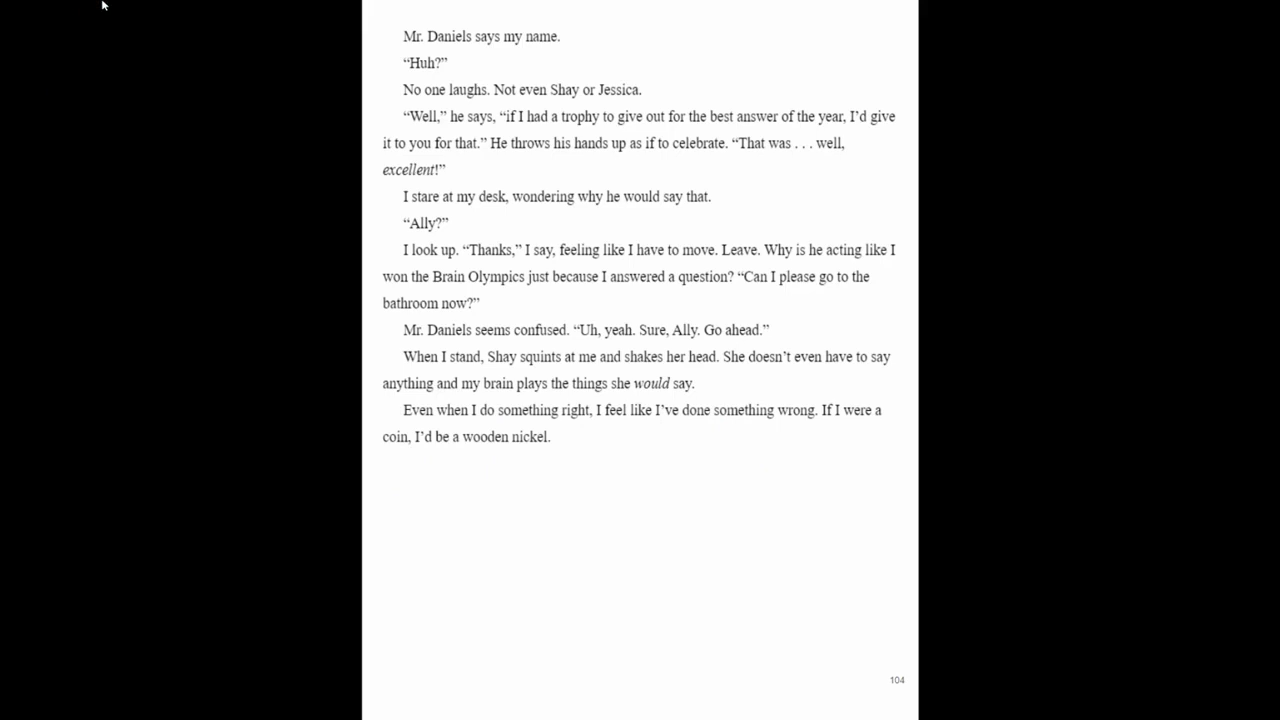 Mr. Daniels says my name.
“Huh?”
No one laughs. Not even Shay or Jessica.
“Well,” he says, “if I had a trophy to give out for the best answer of the year, I’d give
it to you for that.” He throws his hands up as if to celebrate. “That was . . . well,
excellent!”
I stare at my desk, wondering why he would say that.
“Ally?”
I look up. “Thanks,” I say, feeling like I have to move. Leave. Why is he acting like I
won the Brain Olympics just because I answered a question? “Can I please go to the
bathroom now?”
Mr. Daniels seems confused. “Uh, yeah. Sure, Ally. Go ahead.”
When I stand, Shay squints at me and shakes her head. She doesn’t even have to say
anything and my brain plays the things she would say.
Even when I do something right, I feel like I’ve done something wrong. If I were a
coin, I’d be a wooden nickel.
104